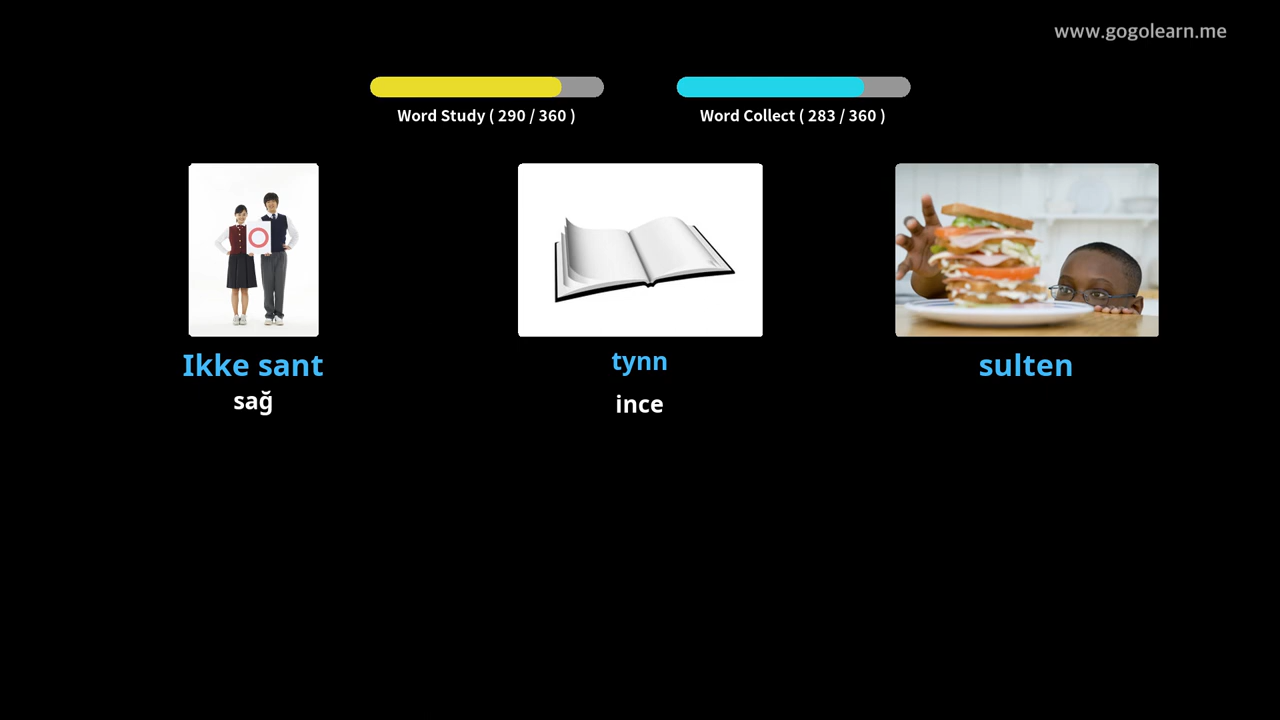 www.gogolearn.me
Word Study ( 290 / 360 )
Word Collect ( 283 / 360 )
Ikke sant
sağ
tynn
ince
sulten